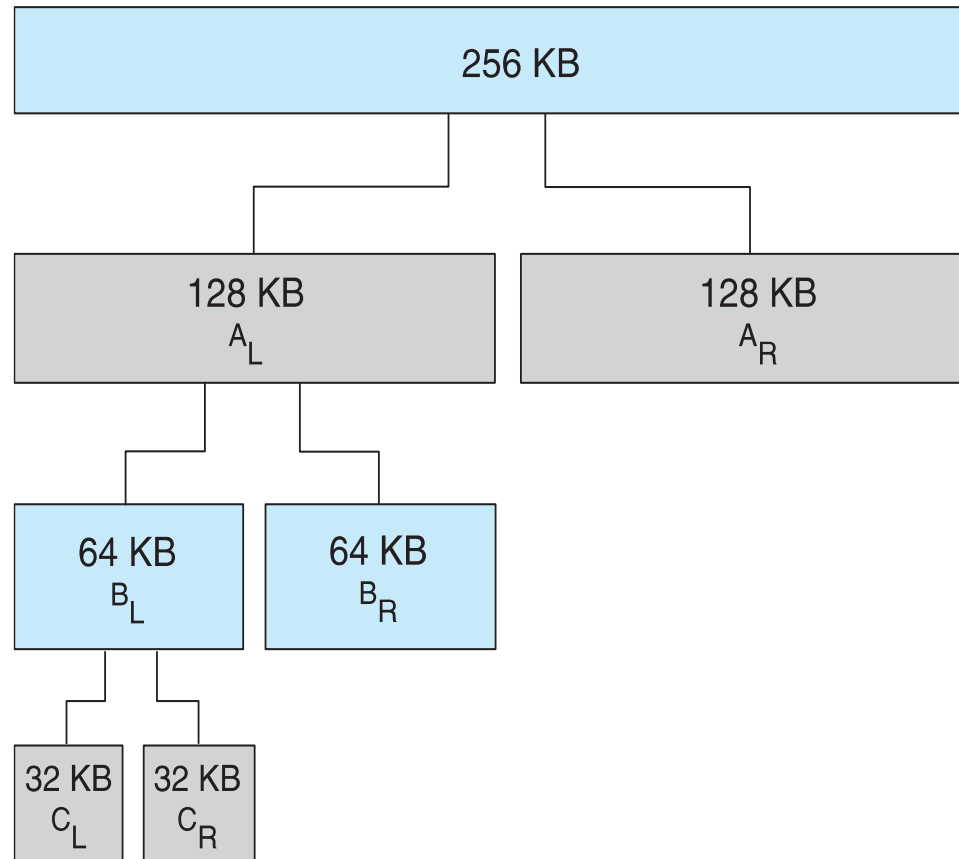 256 KB
128 KB
A_L
128 KB
A_R
64 KB
B_L
64 KB
B_R
32 KB
C_L
32 KB
C_R